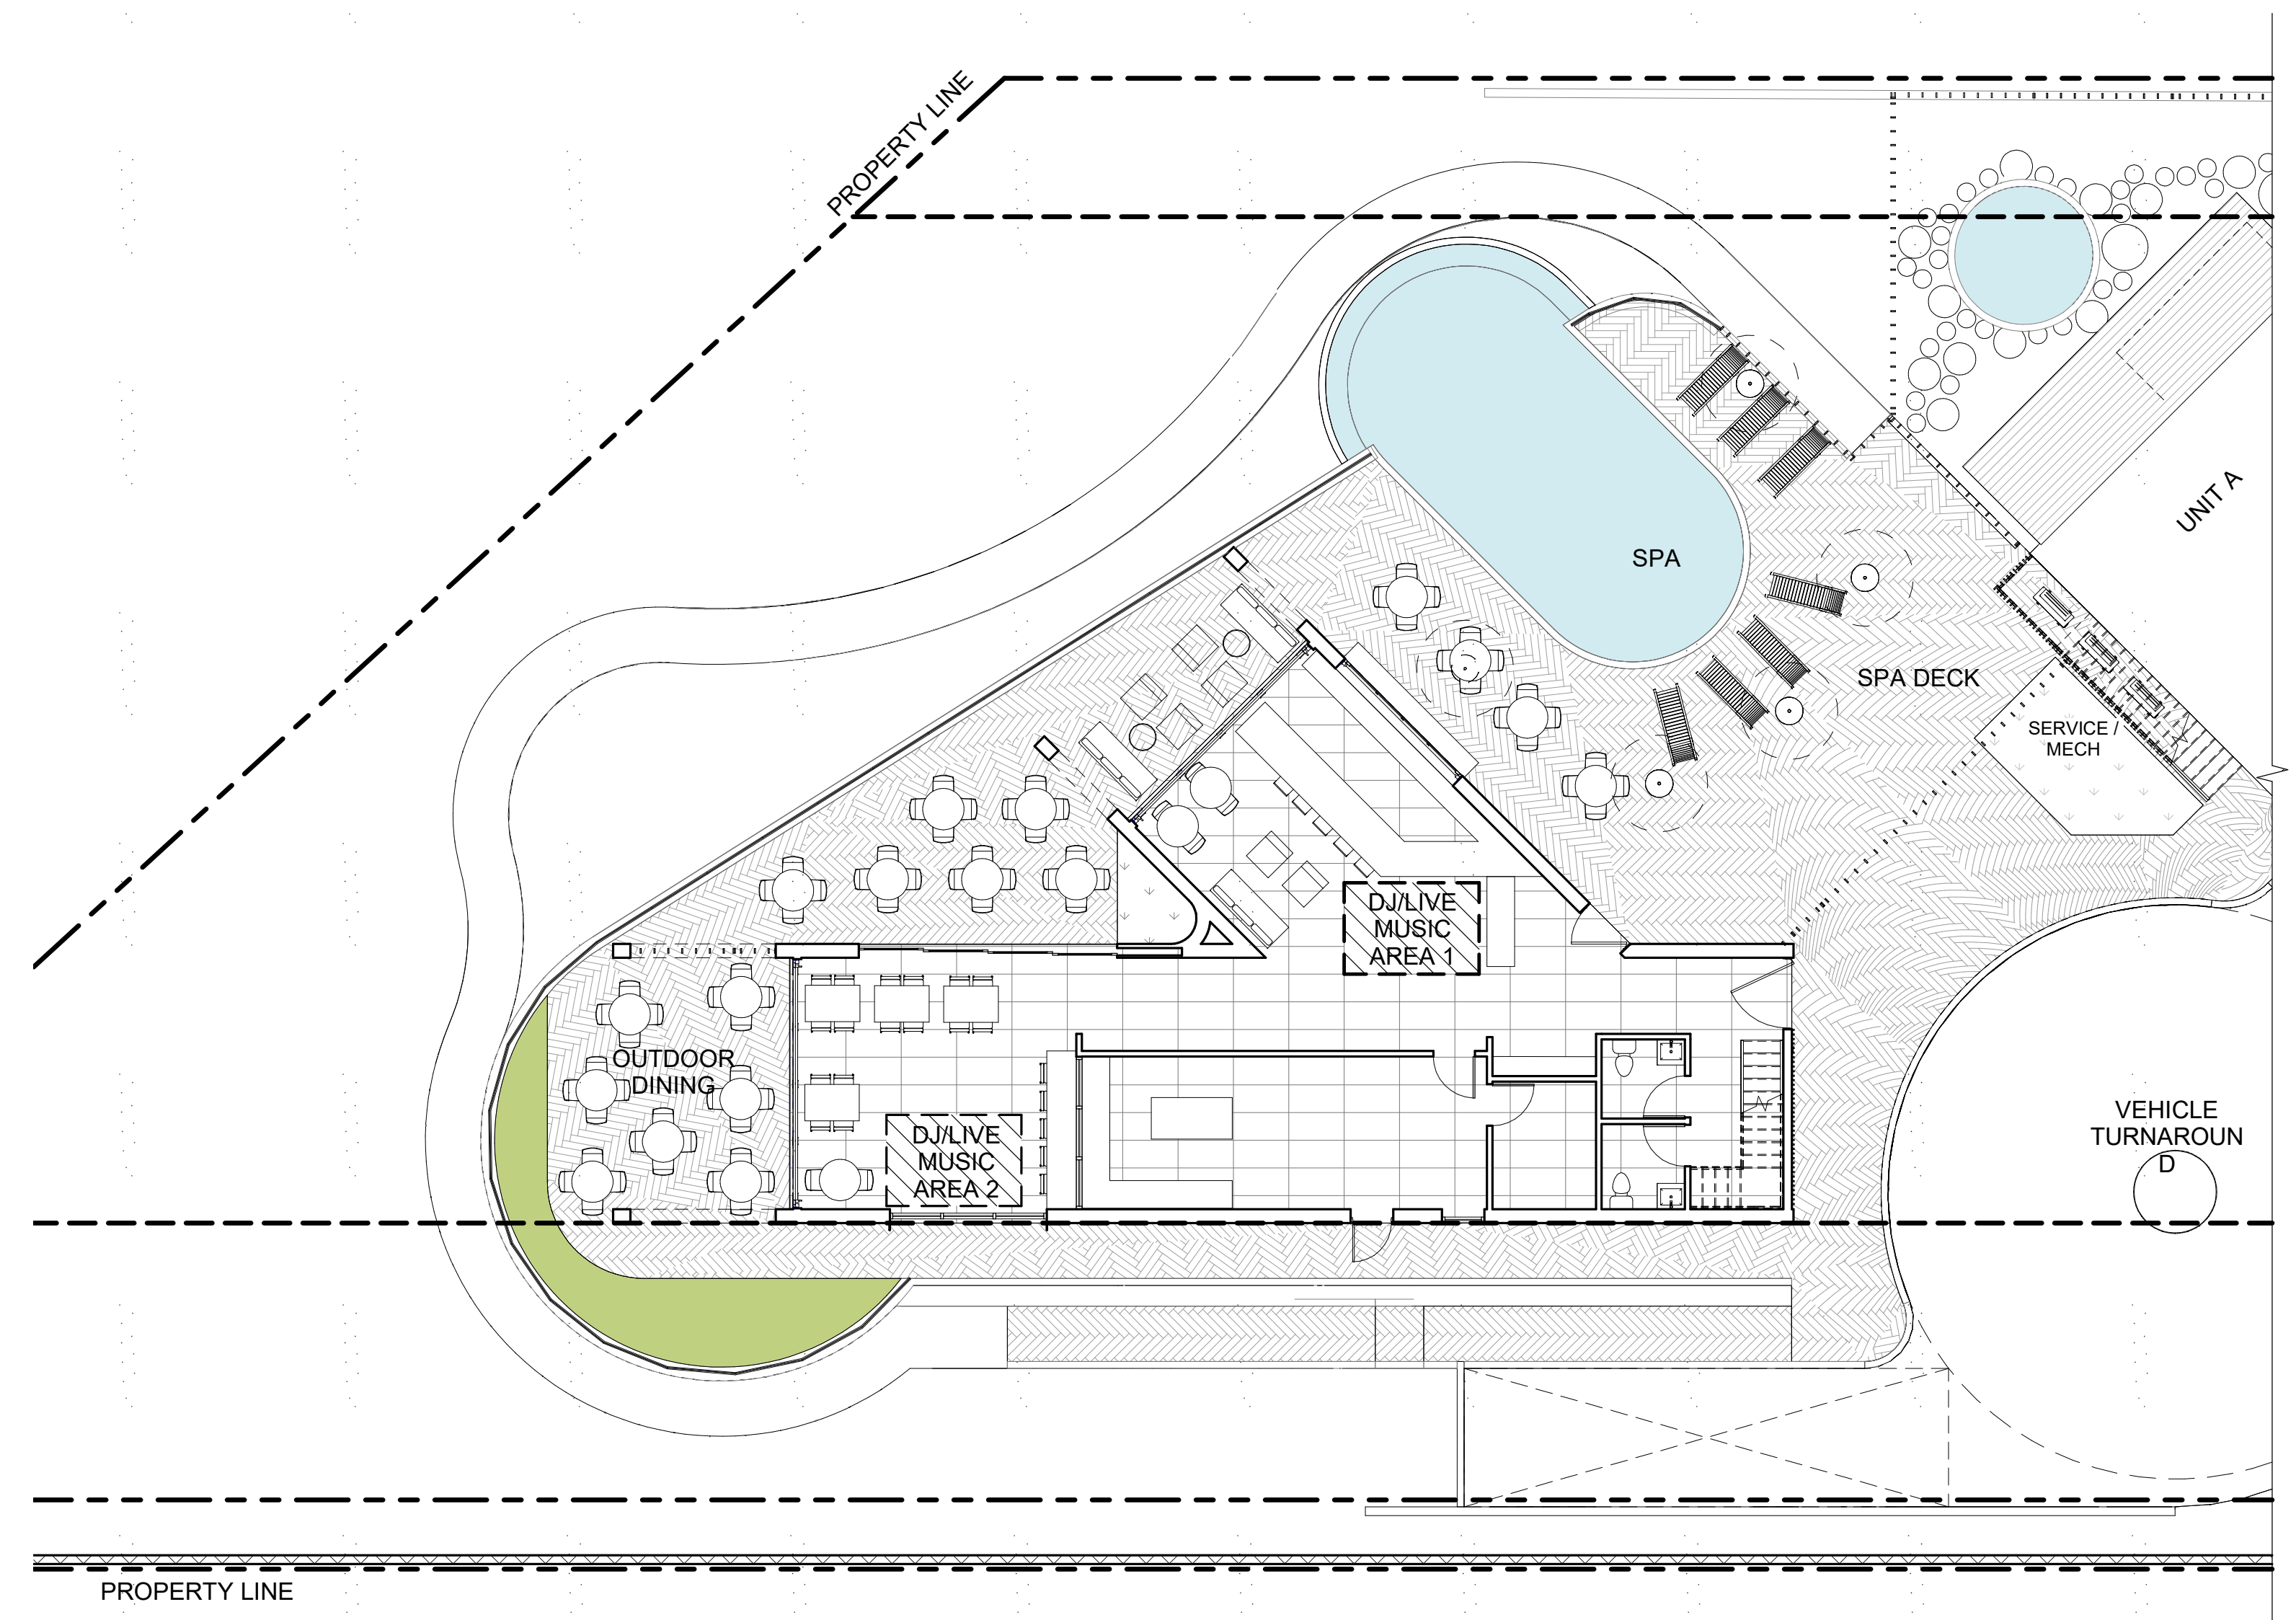 PROPERTY LINE
UNIT A
SPA
SPA DECK
SERVICE /
MECH
DJ/LIVE
MUSIC
AREA 1
OUTDOOR
DINING
DJ/LIVE
MUSIC
AREA 2
VEHICLE
TURNAROUN
D
PROPERTY LINE